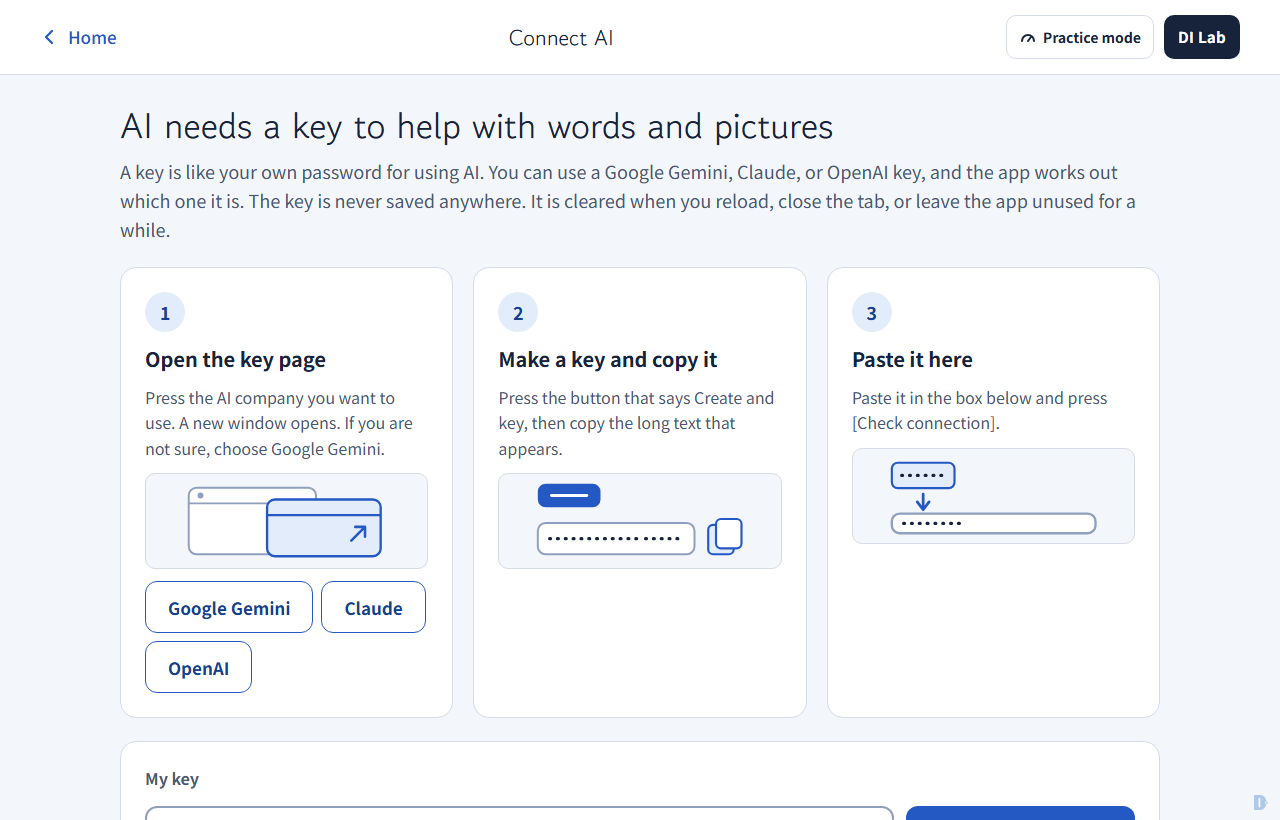 Home
Connect AI
Practice mode
DI Lab
AI needs a key to help with words and pictures
A key is like your own password for using AI. You can use a Google Gemini, Claude, or OpenAI key, and the app works out
which one it is. The key is never saved anywhere. It is cleared when you reload, close the tab, or leave the app unused for a
while.
1
Open the key page
Press the AI company you want to
use. A new window opens. If you are
not sure, choose Google Gemini.
Google Gemini
Claude
OpenAI
2
Make a key and copy it
Press the button that says Create and
key, then copy the long text that
appears.
3
Paste it here
Paste it in the box below and press
[Check connection].
My key